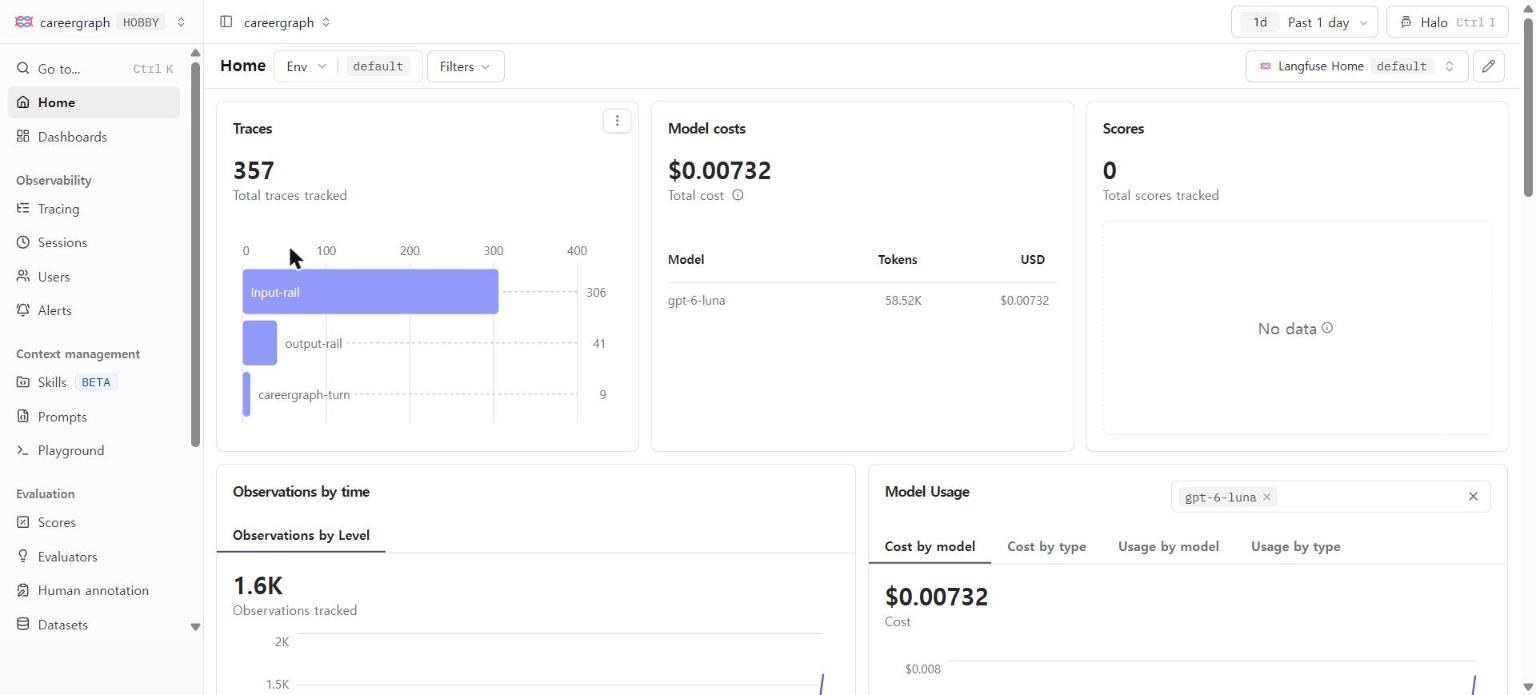 careergraph HOBBY
careergraph
1d Past 1 day
Halo Ctrl I
Go to... Ctrl K
Home
Dashboards
Observability
Tracing
Sessions
Users
Alerts
Context management
Skills BETA
Prompts
Playground
Evaluation
Scores
Evaluators
Human annotation
Datasets
Home Env default Filters
Langfuse Home default
Traces
357
Total traces tracked
0 100 200 300 400
input-rail 306
output-rail 41
careergraph-turn 9
Model costs
$0.00732
Total cost
Model Tokens USD
gpt-6-luna 58.52K $0.00732
Scores
0
Total scores tracked
No data
Observations by time
Observations by Level
1.6K
Observations tracked
2K
1.5K
Model Usage
gpt-6-luna
Cost by model Cost by type Usage by model Usage by type
$0.00732
Cost
$0.008